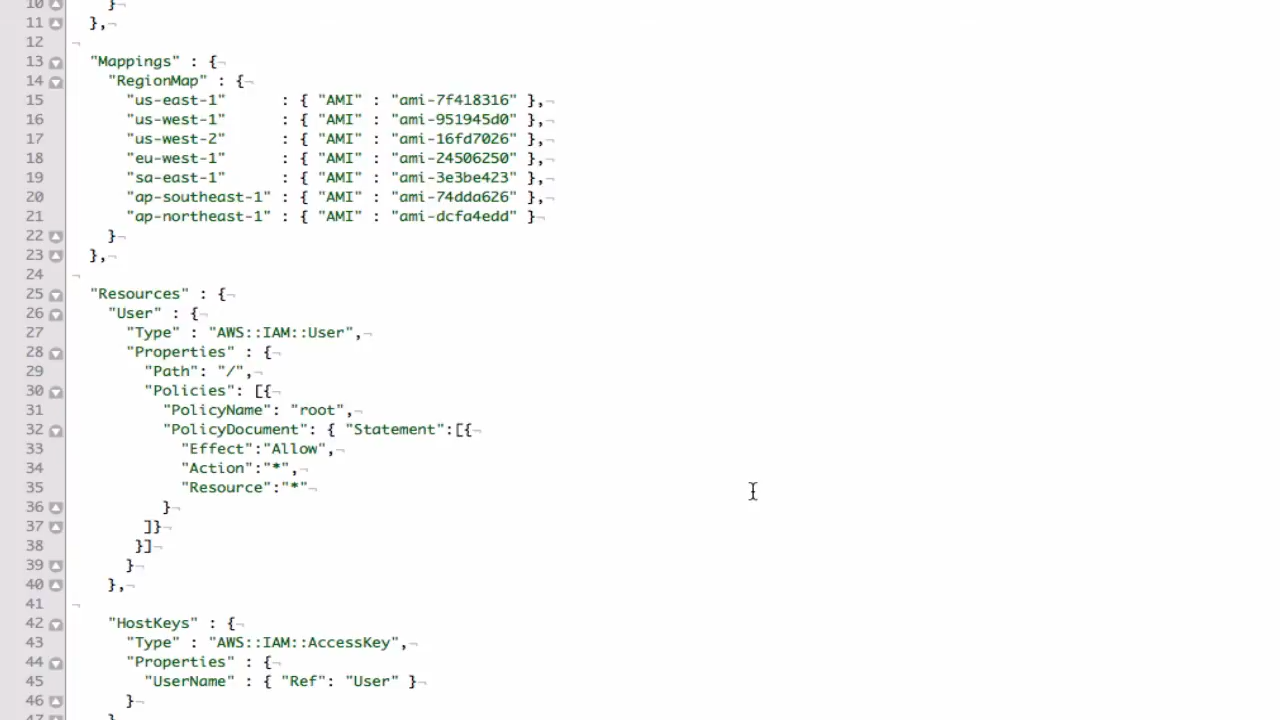 10 }
11 },¬
12 ¬
13 "Mappings" : {¬
14 "RegionMap" : {¬
15 "us-east-1" : { "AMI" : "ami-7f418316" },¬
16 "us-west-1" : { "AMI" : "ami-951945d0" },¬
17 "us-west-2" : { "AMI" : "ami-16fd7026" },¬
18 "eu-west-1" : { "AMI" : "ami-24506250" },¬
19 "sa-east-1" : { "AMI" : "ami-3e3be423" },¬
20 "ap-southeast-1" : { "AMI" : "ami-74dda626" },¬
21 "ap-northeast-1" : { "AMI" : "ami-dcfa4edd" }¬
22 }¬
23 },¬
24 ¬
25 "Resources" : {¬
26 "User" : {¬
27 "Type" : "AWS::IAM::User",¬
28 "Properties" : {¬
29 "Path": "/",¬
30 "Policies": [{¬
31 "PolicyName": "root",¬
32 "PolicyDocument": { "Statement":[{¬
33 "Effect":"Allow",¬
34 "Action":"*",¬
35 "Resource":"*"¬
36 }¬
37 ]}¬
38 }]¬
39 }¬
40 },¬
41 ¬
42 "HostKeys" : {¬
43 "Type" : "AWS::IAM::AccessKey",¬
44 "Properties" : {¬
45 "UserName" : { "Ref": "User" }¬
46 }¬
47 }